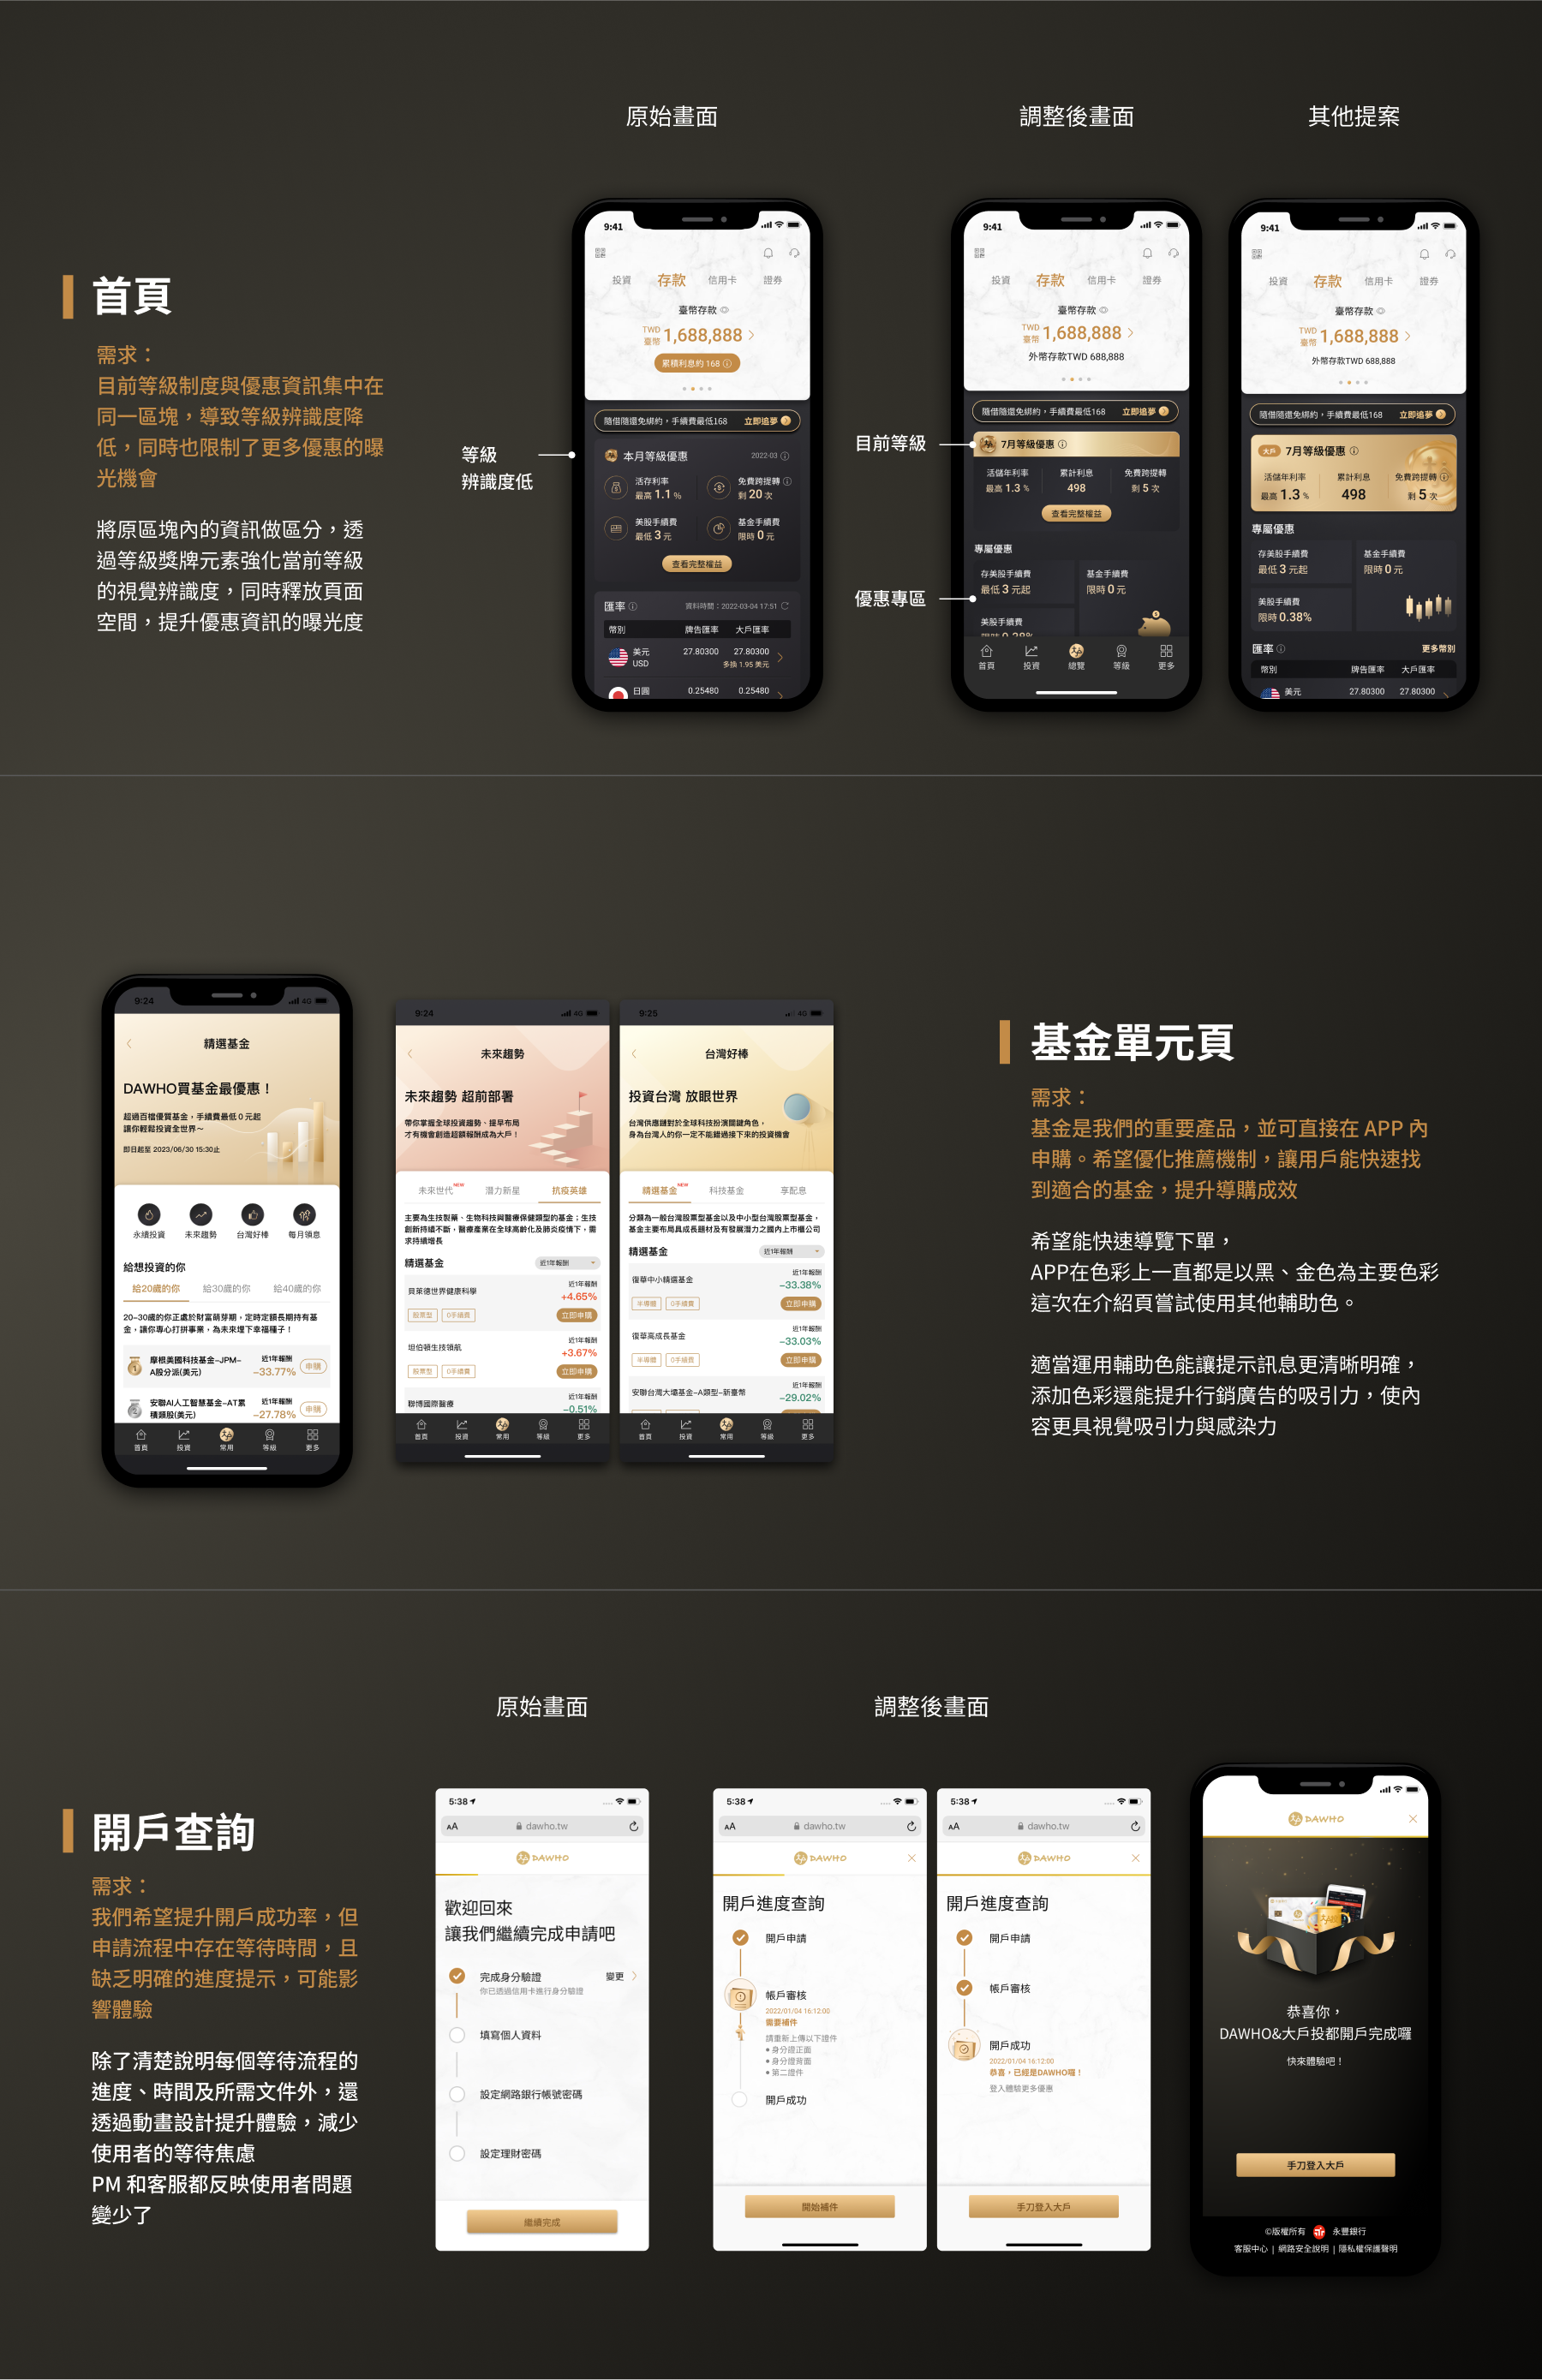 原始畫面
調整後畫面
其他提案
首頁
需求：
目前等級制度與優惠資訊集中在
同一區塊，導致等級辨識度降
低，同時也限制了更多優惠的曝
光機會
將原區塊內的資訊做區分，透
過等級獎牌元素強化當前等級
的視覺辨識度，同時釋放頁面
空間，提升優惠資訊的曝光度
等級
辨識度低
9:41
投資 存款 信用卡 證券
臺幣存款
TWD
臺幣 1,688,888
累積利息約 168
隨借隨還免綁約，手續費最低168 立即追夢
本月等級優惠 2022-03
活存利率 免費跨提轉
最高 1.1 % 剩 20 次
美股手續費 基金手續費
最低 3 元 限時 0 元
查看完整權益
匯率 資料時間：2022-03-04 17:51
幣別 牌告匯率 大戶匯率
美元 27.80300 27.80300
USD 多換 1.95 美元
日圓 0.25480 0.25480
目前等級
優惠專區
9:41
投資 存款 信用卡 證券
臺幣存款
TWD
臺幣 1,688,888
外幣存款TWD 688,888
隨借隨還免綁約，手續費最低168 立即追夢
7月等級優惠
活儲年利率 累計利息 免費跨提轉
最高 1.3 % 498 剩 5 次
查看完整權益
專屬優惠
存美股手續費 基金手續費
最低 3 元起 限時 0 元
美股手續費
限時 0.38%
首頁 投資 總覽 等級 更多
9:41
投資 存款 信用卡 證券
臺幣存款
TWD
臺幣 1,688,888
外幣存款TWD 688,888
隨借隨還免綁約，手續費最低168 立即追夢
大戶 7月等級優惠
活儲年利率 累計利息 免費跨提轉
最高 1.3 % 498 剩 5 次
專屬優惠
存美股手續費 基金手續費
最低 3 元起 限時 0 元
美股手續費
限時 0.38%
匯率 更多幣別
幣別 牌告匯率 大戶匯率
美元 27.80300 27.80300
9:24 4G
精選基金
DAWHO買基金最優惠！
超過百檔優質基金，手續費最低 0 元起
讓你輕鬆投資全世界～
即日起至 2023/06/30 15:30止
永續投資 未來趨勢 台灣好棒 每月領息
給想投資的你
給20歲的你 給30歲的你 給40歲的你
20-30歲的你正處於財富萌芽期，定時定額長期持有基
金，讓你專心打拼事業，為未來埋下幸福種子！
摩根美國科技基金-JPM- 近1年報酬
A股分派(美元) -33.77% 申購
安聯AI人工智慧基金-AT累 近1年報酬
積類股(美元) -27.78% 申購
首頁 投資 常用 等級 更多
9:24 4G
未來趨勢
未來趨勢 超前部署
帶你掌握全球投資趨勢、提早布局
才有機會創造超額報酬成為大戶！
未來世代 NEW 潛力新星 抗疫英雄
主要為生技製藥、生物科技與醫療保健類型的基金；生技
創新持續不斷，醫療產業在全球高齡化及肺炎疫情下，需
求持續增長
精選基金 近1年報酬
貝萊德世界健康科學 近1年報酬
+4.65%
股票型 0手續費 立即申購
坦伯頓生技領航 近1年報酬
+3.67%
股票型 0手續費 立即申購
聯博國際醫療 近1年報酬
-0.51%
首頁 投資 常用 等級 更多
9:25 4G
台灣好棒
投資台灣 放眼世界
台灣供應鏈對於全球科技扮演關鍵角色，
身為台灣人的你一定不能錯過接下來的投資機會
精選基金 NEW 科技基金 享配息
分類為一般台灣股票型基金以及中小型台灣股票型基金，
基金主要布局具成長題材及有發展潛力之國內上市櫃公司
精選基金 近1年報酬
復華中小精選基金 近1年報酬
-33.38%
半導體 0手續費 立即申購
復華高成長基金 近1年報酬
-33.03%
半導體 0手續費 立即申購
安聯台灣大壩基金-A類型-新臺幣 近1年報酬
-29.02%
首頁 投資 常用 等級 更多
基金單元頁
需求：
基金是我們的重要產品，並可直接在 APP 內
申購。希望優化推薦機制，讓用戶能快速找
到適合的基金，提升導購成效
希望能快速導覽下單，
APP在色彩上一直都是以黑、金色為主要色彩
這次在介紹頁嘗試使用其他輔助色。
適當運用輔助色能讓提示訊息更清晰明確，
添加色彩還能提升行銷廣告的吸引力，使內
容更具視覺吸引力與感染力
原始畫面
調整後畫面
開戶查詢
需求：
我們希望提升開戶成功率，但
申請流程中存在等待時間，且
缺乏明確的進度提示，可能影
響體驗
除了清楚說明每個等待流程的
進度、時間及所需文件外，還
透過動畫設計提升體驗，減少
使用者的等待焦慮
PM 和客服都反映使用者問題
變少了
5:38
AA dawho.tw
DAWHO
歡迎回來
讓我們繼續完成申請吧
完成身分驗證 變更
你已透過信用卡進行身分驗證
填寫個人資料
設定網路銀行帳號密碼
設定理財密碼
繼續完成
5:38
AA dawho.tw
DAWHO
開戶進度查詢
開戶申請
帳戶審核
2022/01/04 16:12:00
需要補件
請重新上傳以下證件
• 身分證正面
• 身分證背面
• 第二證件
開戶成功
開始補件
5:38
AA dawho.tw
DAWHO
開戶進度查詢
開戶申請
帳戶審核
開戶成功
2022/01/04 16:12:00
恭喜，已經是DAWHO囉！
登入體驗更多優惠
手刀登入大戶
DAWHO
恭喜你，
DAWHO&大戶投都開戶完成囉
快來體驗吧！
手刀登入大戶
©版權所有 永豐銀行
客服中心 | 網路安全說明 | 隱私權保護聲明